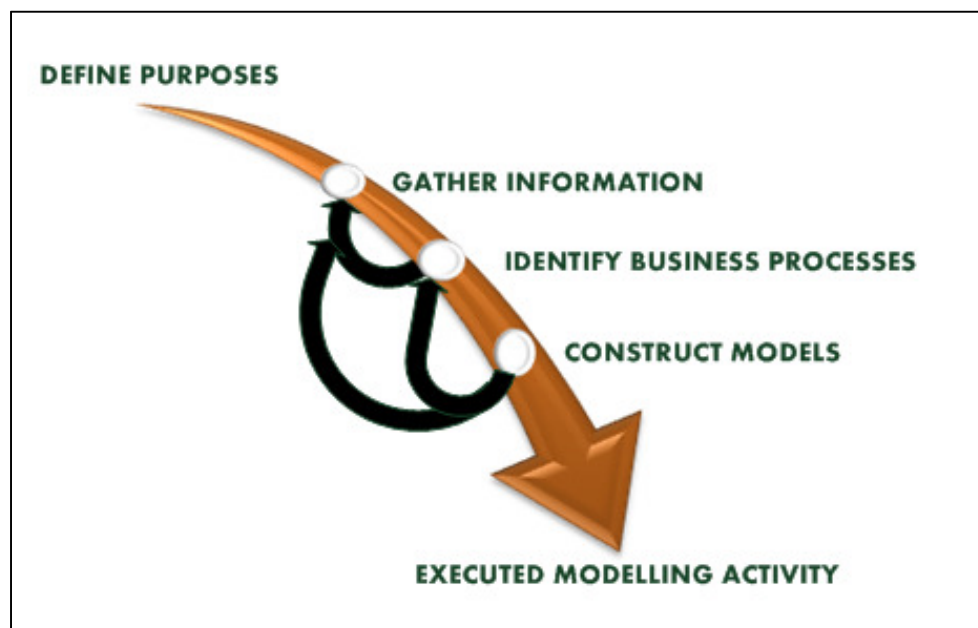 DEFINE PURPOSES
GATHER INFORMATION
IDENTIFY BUSINESS PROCESSES
CONSTRUCT MODELS
EXECUTED MODELLING ACTIVITY